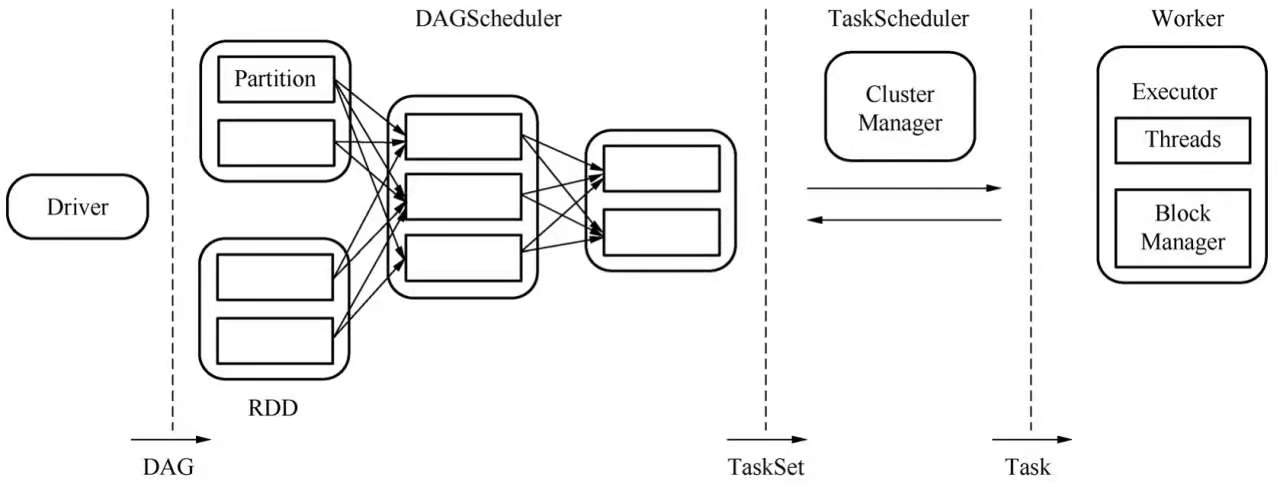 DAGScheduler
TaskScheduler
Worker
Partition
Cluster
Manager
Executor
Threads
Driver
Block
Manager
RDD
DAG
TaskSet
Task